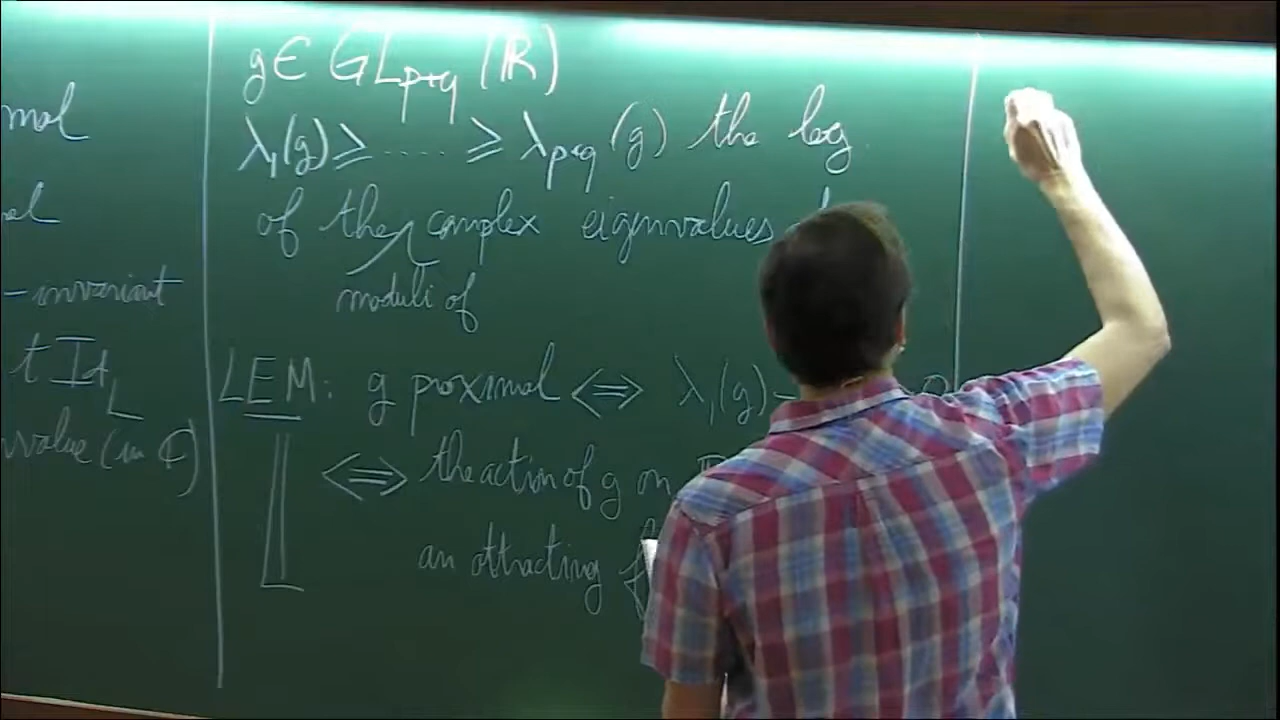 mal
el
-invariant
t Id_L
value (in ℂ)
g ∈ GL_{p+q} (ℝ)
λ₁(g) ≥ ..... ≥ λ_{p+q} (g) the log
of the complex eigenvalues
moduli of
LEM: g proximal ⟺ λ₁(g) -
⟺ the action of g on
an attracting